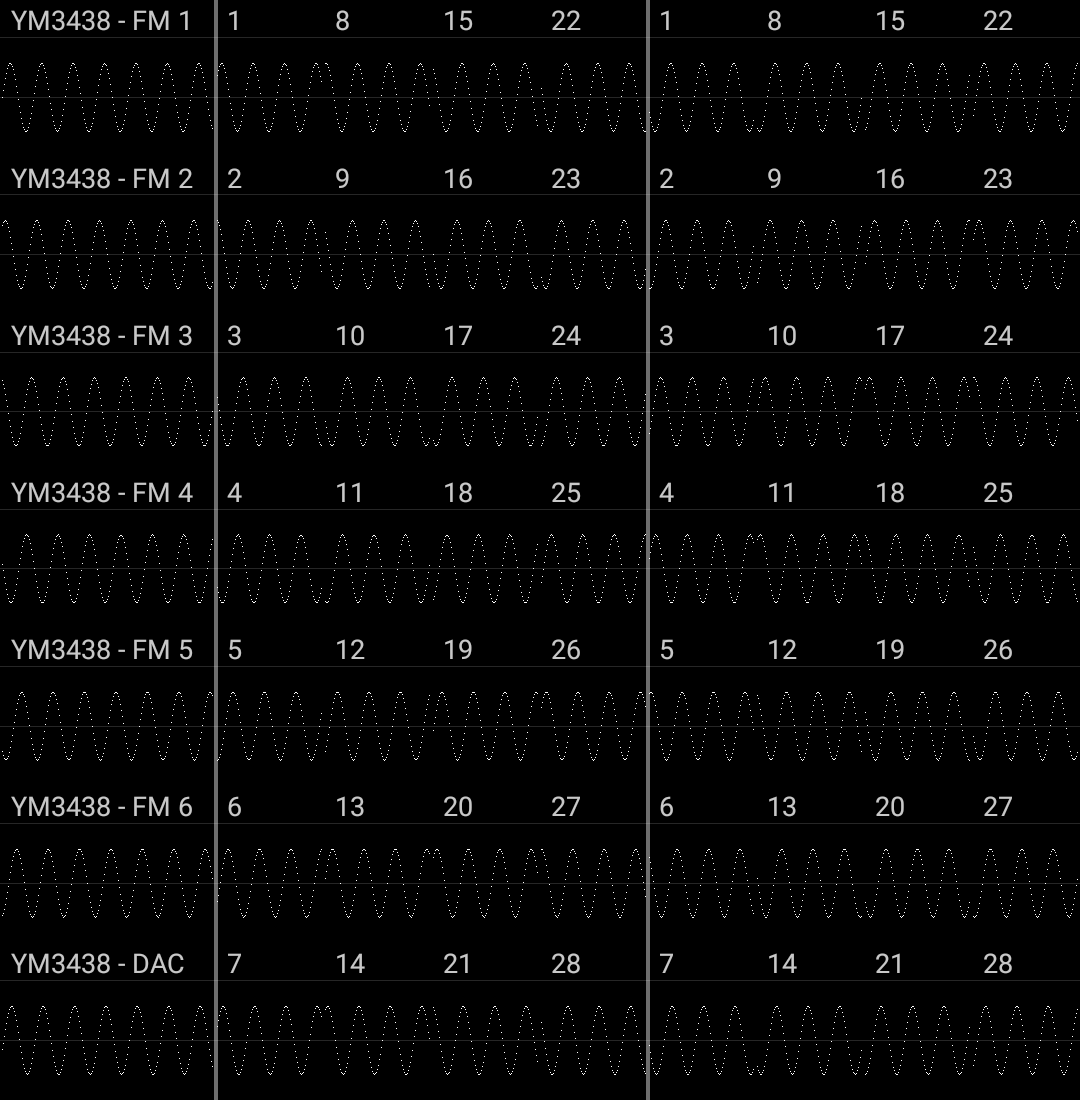 YM3438 - FM 1 1 8 15 22 1 8 15 22
YM3438 - FM 2 2 9 16 23 2 9 16 23
YM3438 - FM 3 3 10 17 24 3 10 17 24
YM3438 - FM 4 4 11 18 25 4 11 18 25
YM3438 - FM 5 5 12 19 26 5 12 19 26
YM3438 - FM 6 6 13 20 27 6 13 20 27
YM3438 - DAC 7 14 21 28 7 14 21 28